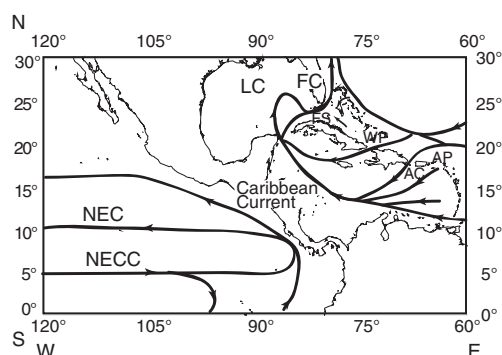 N
120° 105° 90° 75° 60°
30° 30°
LC FC
25° 25°
FS
WP
20° 20°
AP
AC
15° Caribbean 15°
Current
NEC
10° 10°
NECC
5° 5°
0° 0°
S 120° 105° 90° 75° 60°
W E